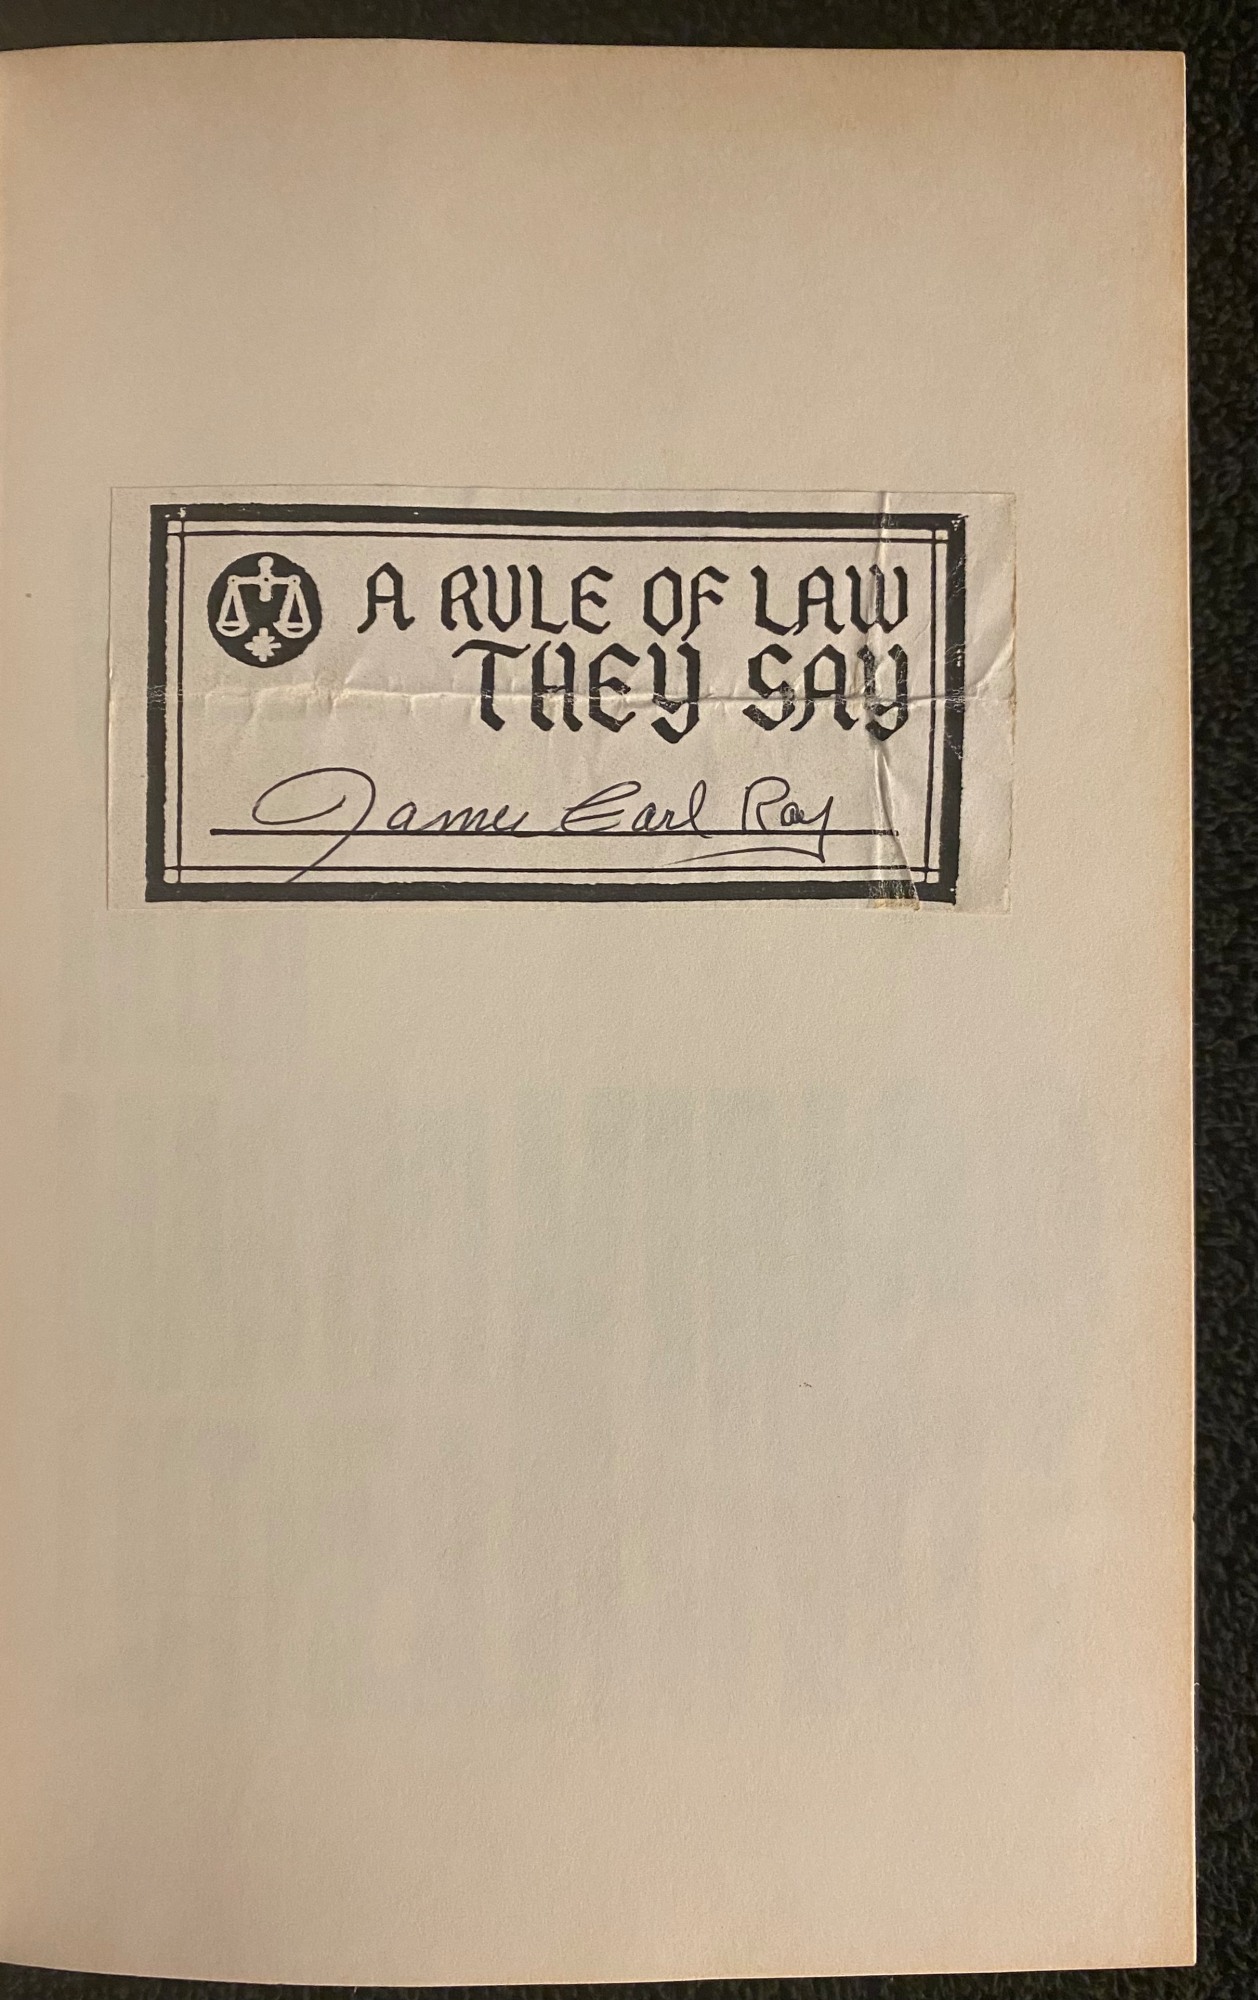 A RULE OF LAW
THEY SAY
James Earl Ray